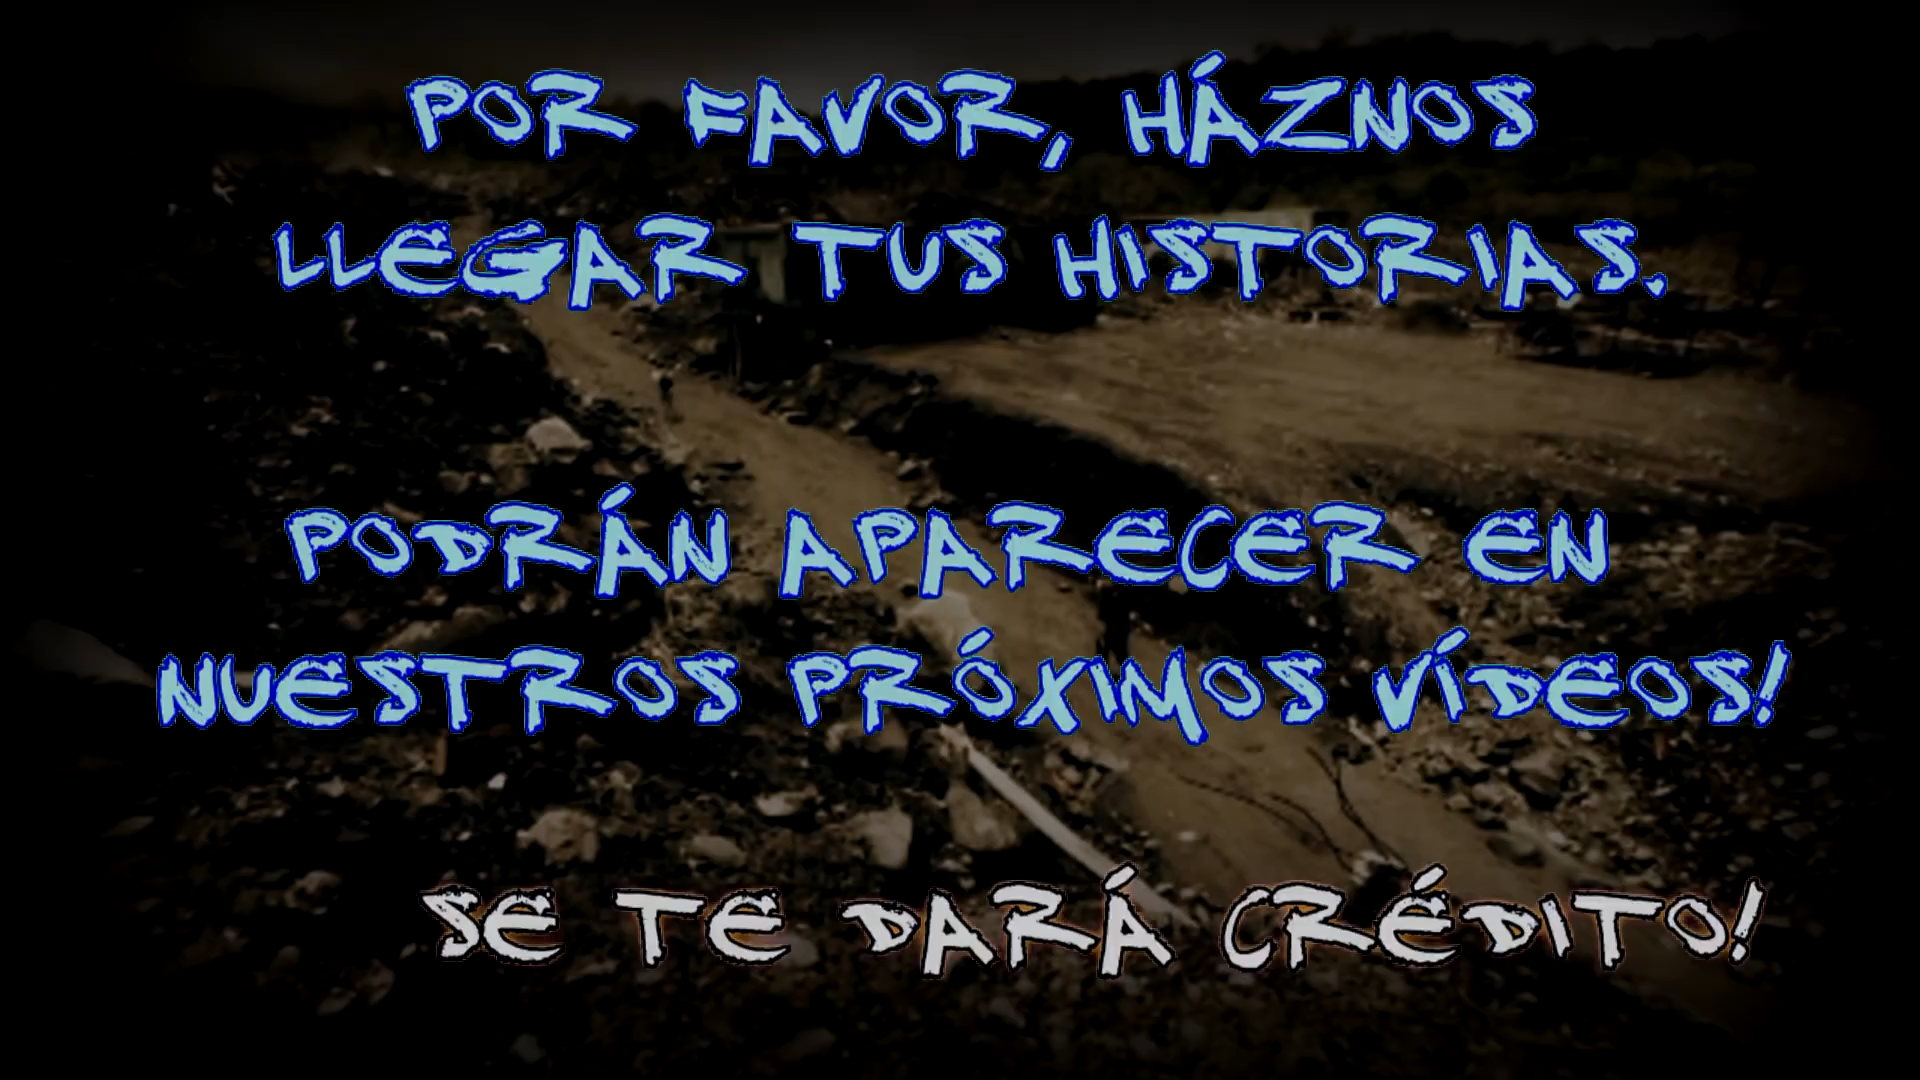 POR FAVOR, HÁZNOS
LLEGAR TUS HISTORIAS.
PODRÁN APARECER EN
NUESTROS PRÓXIMOS VÍDEOS!
SE TE DARÁ CRÉDITO!